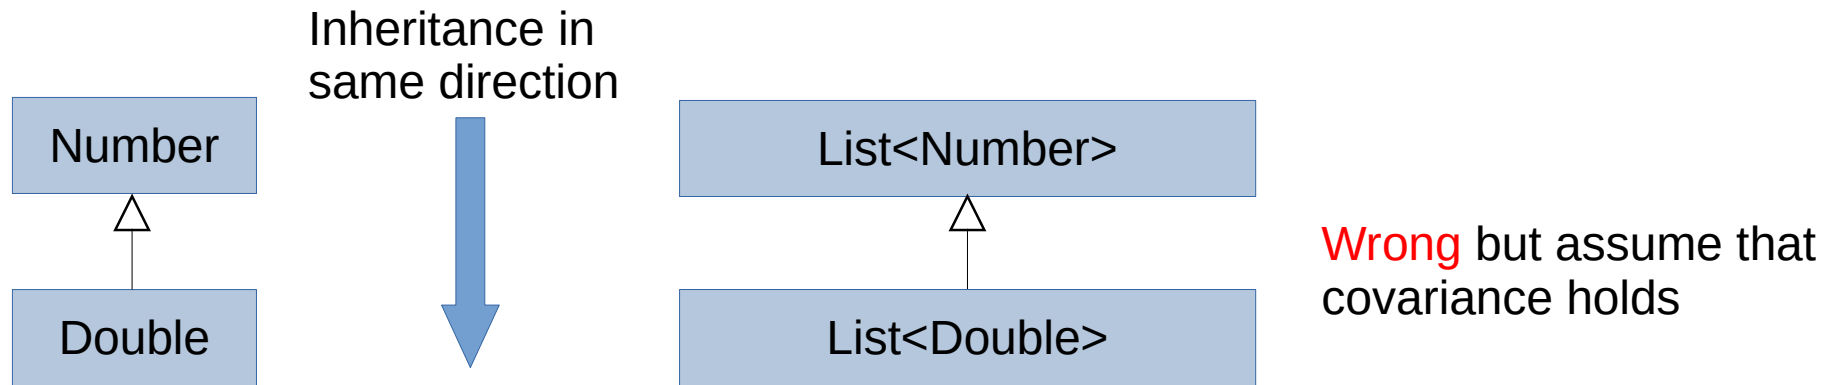 Inheritance in
same direction
Number
List<Number>
Wrong but assume that
covariance holds
Double
List<Double>